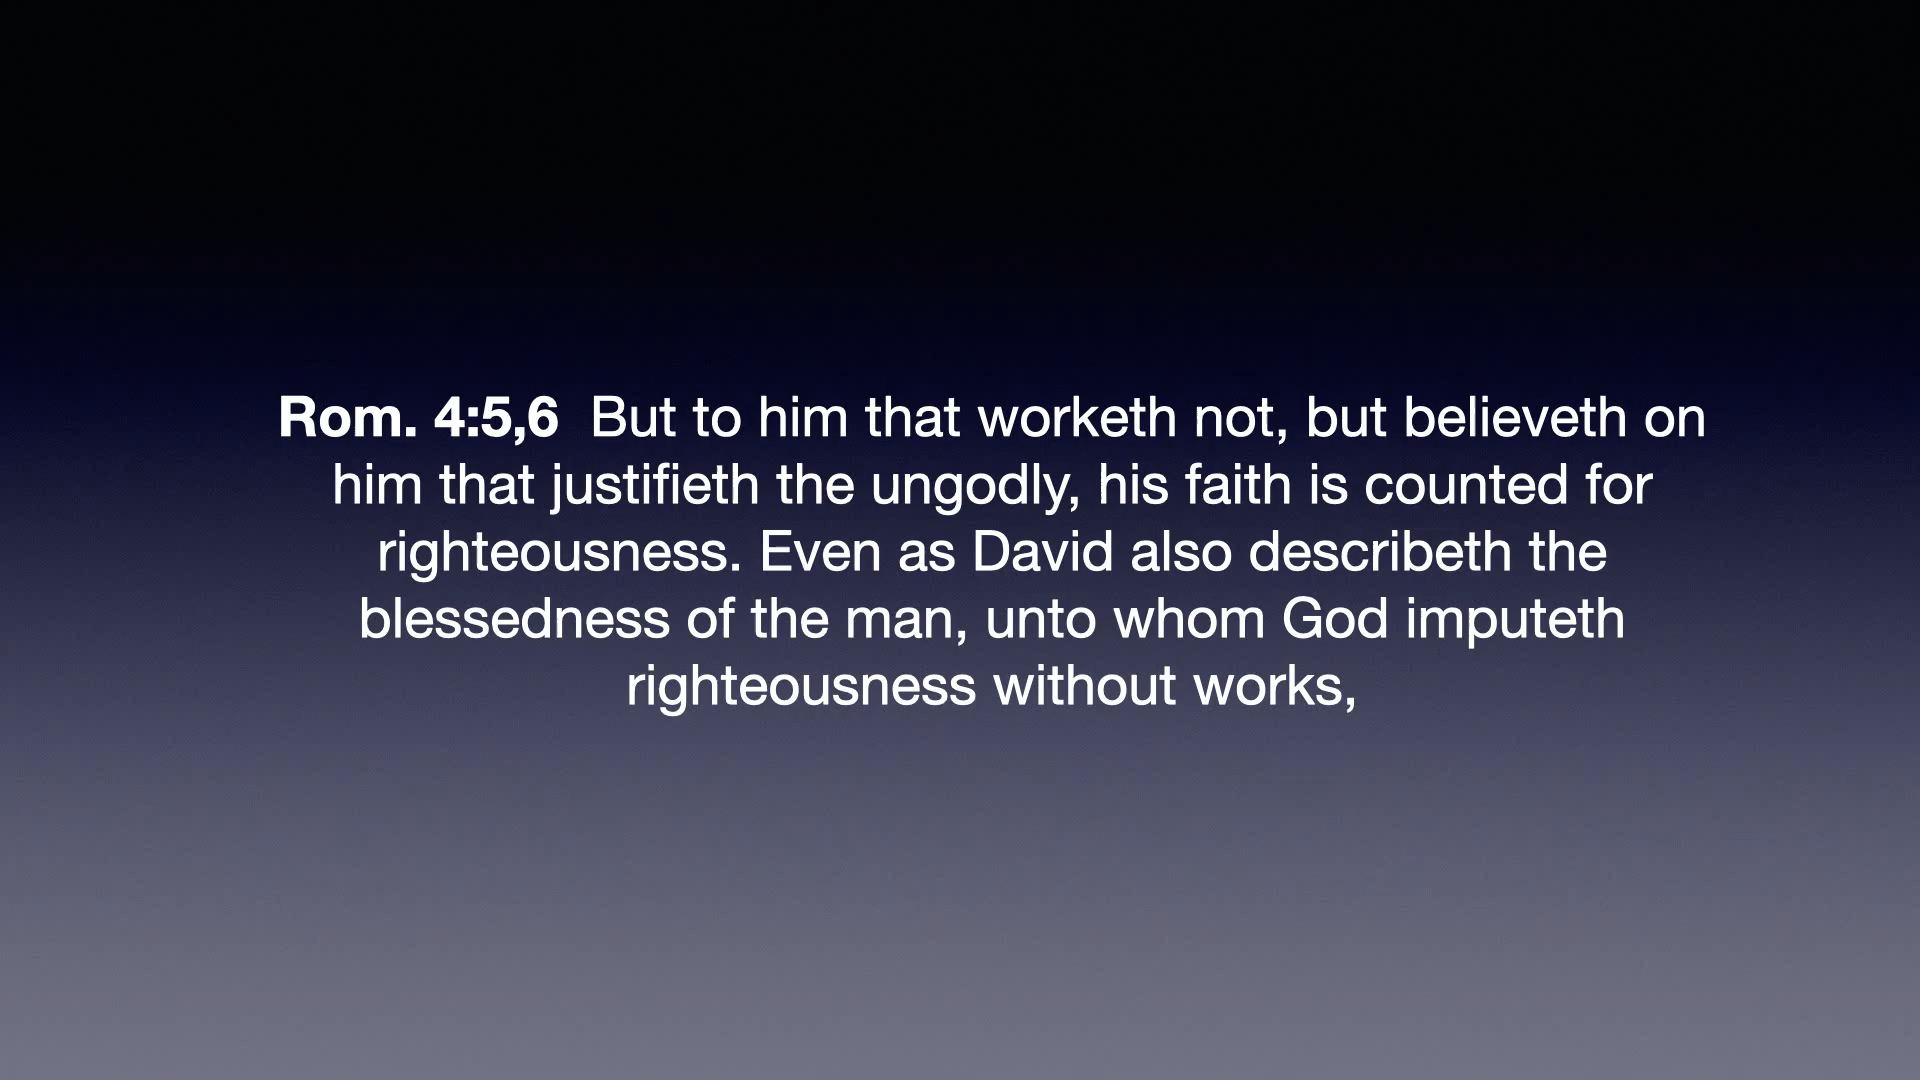 Rom. 4:5,6  But to him that worketh not, but believeth on
him that justifieth the ungodly, his faith is counted for
righteousness. Even as David also describeth the
blessedness of the man, unto whom God imputeth
righteousness without works,